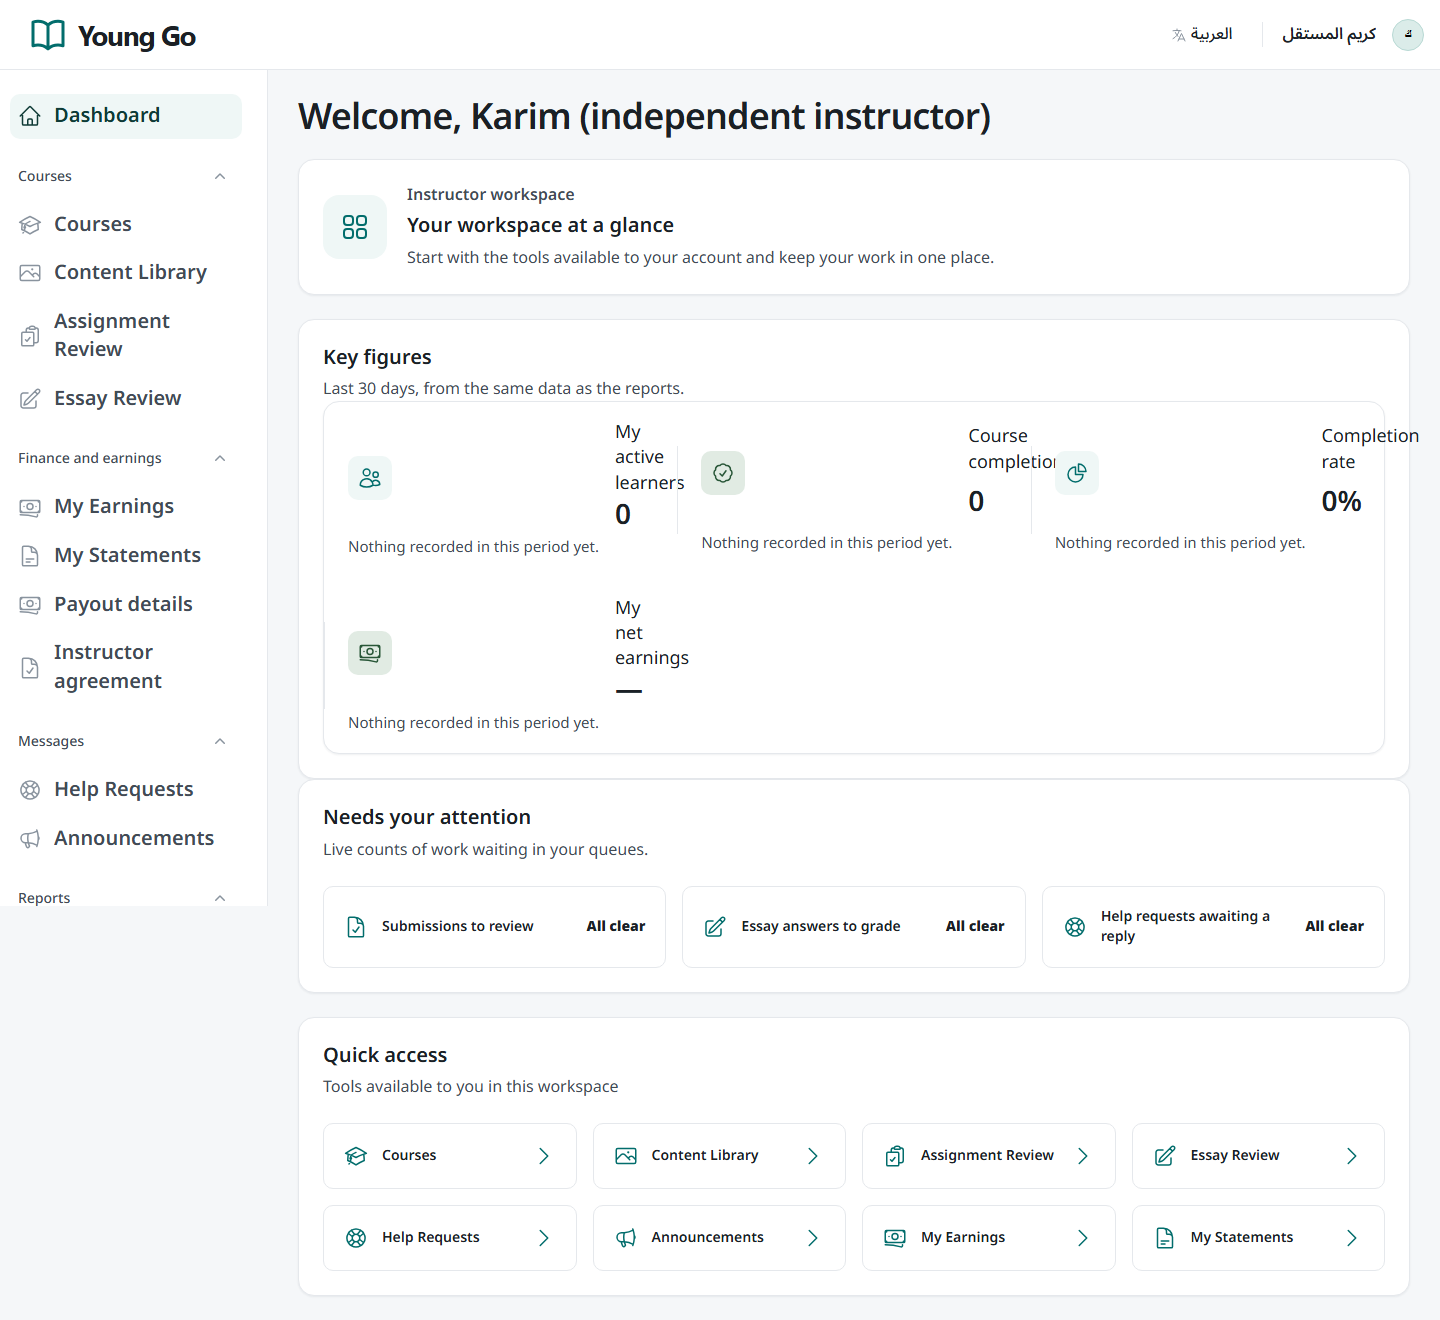 Young Go
العربية
كريم المستقل
ك
Dashboard
Courses
Courses
Content Library
Assignment
Review
Essay Review
Finance and earnings
My Earnings
My Statements
Payout details
Instructor
agreement
Messages
Help Requests
Announcements
Reports
Welcome, Karim (independent instructor)
Instructor workspace
Your workspace at a glance
Start with the tools available to your account and keep your work in one place.
Key figures
Last 30 days, from the same data as the reports.
My
active
learners
0
Nothing recorded in this period yet.
Course
completion
0
Nothing recorded in this period yet.
Completion
rate
0%
Nothing recorded in this period yet.
My
net
earnings
—
Nothing recorded in this period yet.
Needs your attention
Live counts of work waiting in your queues.
Submissions to review
All clear
Essay answers to grade
All clear
Help requests awaiting a
reply
All clear
Quick access
Tools available to you in this workspace
Courses
Content Library
Assignment Review
Essay Review
Help Requests
Announcements
My Earnings
My Statements